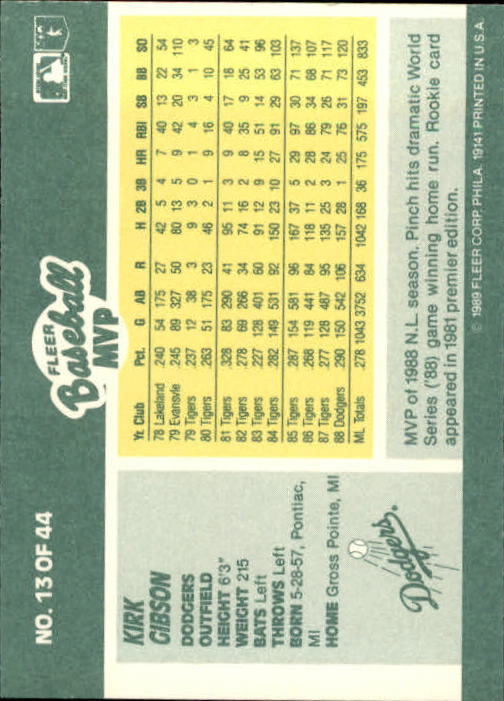 NO. 13 OF 44
FLEER
Baseball
MVP
KIRK
GIBSON
DODGERS
OUTFIELD
HEIGHT 6'3"
WEIGHT 215
BATS Left
THROWS Left
BORN 5-28-57, Pontiac,
MI
HOME Gross Pointe, MI
Dodgers
Yr. Club Pct. G AB R H 2B 3B HR RBI SB BB SO
78 Lakeland .240 54 175 27 42 5 4 7 40 13 22 54
79 Evansvle .245 89 327 50 80 13 5 9 42 20 34 110
79 Tigers .237 12 38 3 9 3 0 1 4 3 1 3
80 Tigers .263 51 175 23 46 2 1 9 16 4 10 45
81 Tigers .328 83 290 41 95 11 3 9 40 17 18 64
82 Tigers .278 69 266 34 74 16 2 8 35 9 25 41
83 Tigers .227 128 401 60 91 12 9 15 51 14 53 96
84 Tigers .282 149 531 92 150 23 10 27 91 29 63 103
85 Tigers .287 154 581 96 167 37 5 29 97 30 71 137
86 Tigers .268 119 441 84 118 11 2 28 86 34 68 107
87 Tigers .277 128 487 95 135 25 3 24 79 26 71 117
88 Dodgers .290 150 542 106 157 28 1 25 76 31 73 120
ML Totals .278 1043 3752 634 1042 168 36 175 575 197 453 833
MVP of 1988 N.L. season. Pinch hits dramatic World
Series ('88) game winning home run. Rookie card
appeared in 1981 premier edition.
© 1989 FLEER CORP. PHILA. 19141 PRINTED IN U.S.A.